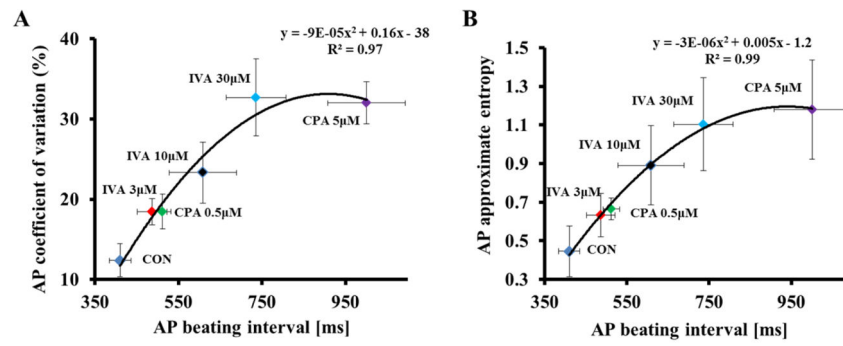 A
y = -9E-05x² + 0.16x - 38
R² = 0.97
AP coefficient of variation (%)
40
30
20
10
IVA 30µM
CPA 5µM
IVA 10µM
IVA 3µM
CPA 0.5µM
CON
350
550
750
950
AP beating interval [ms]
B
y = -3E-06x² + 0.005x - 1.2
R² = 0.99
AP approximate entropy
1.5
1.3
1.1
0.9
0.7
0.5
0.3
CPA 5µM
IVA 30µM
IVA 10µM
IVA 3µM
CPA 0.5µM
CON
350
550
750
950
AP beating interval [ms]